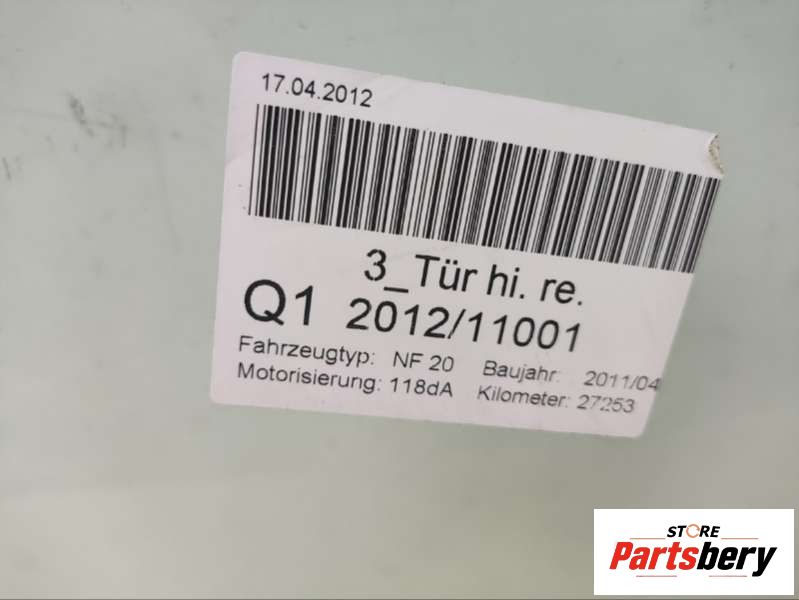 17.04.2012
3_Tür hi. re.
Q1 2012/11001
Fahrzeugtyp: NF 20 Baujahr: 2011/04
Motorisierung: 118dA Kilometer: 27253
STORE
Partsbery